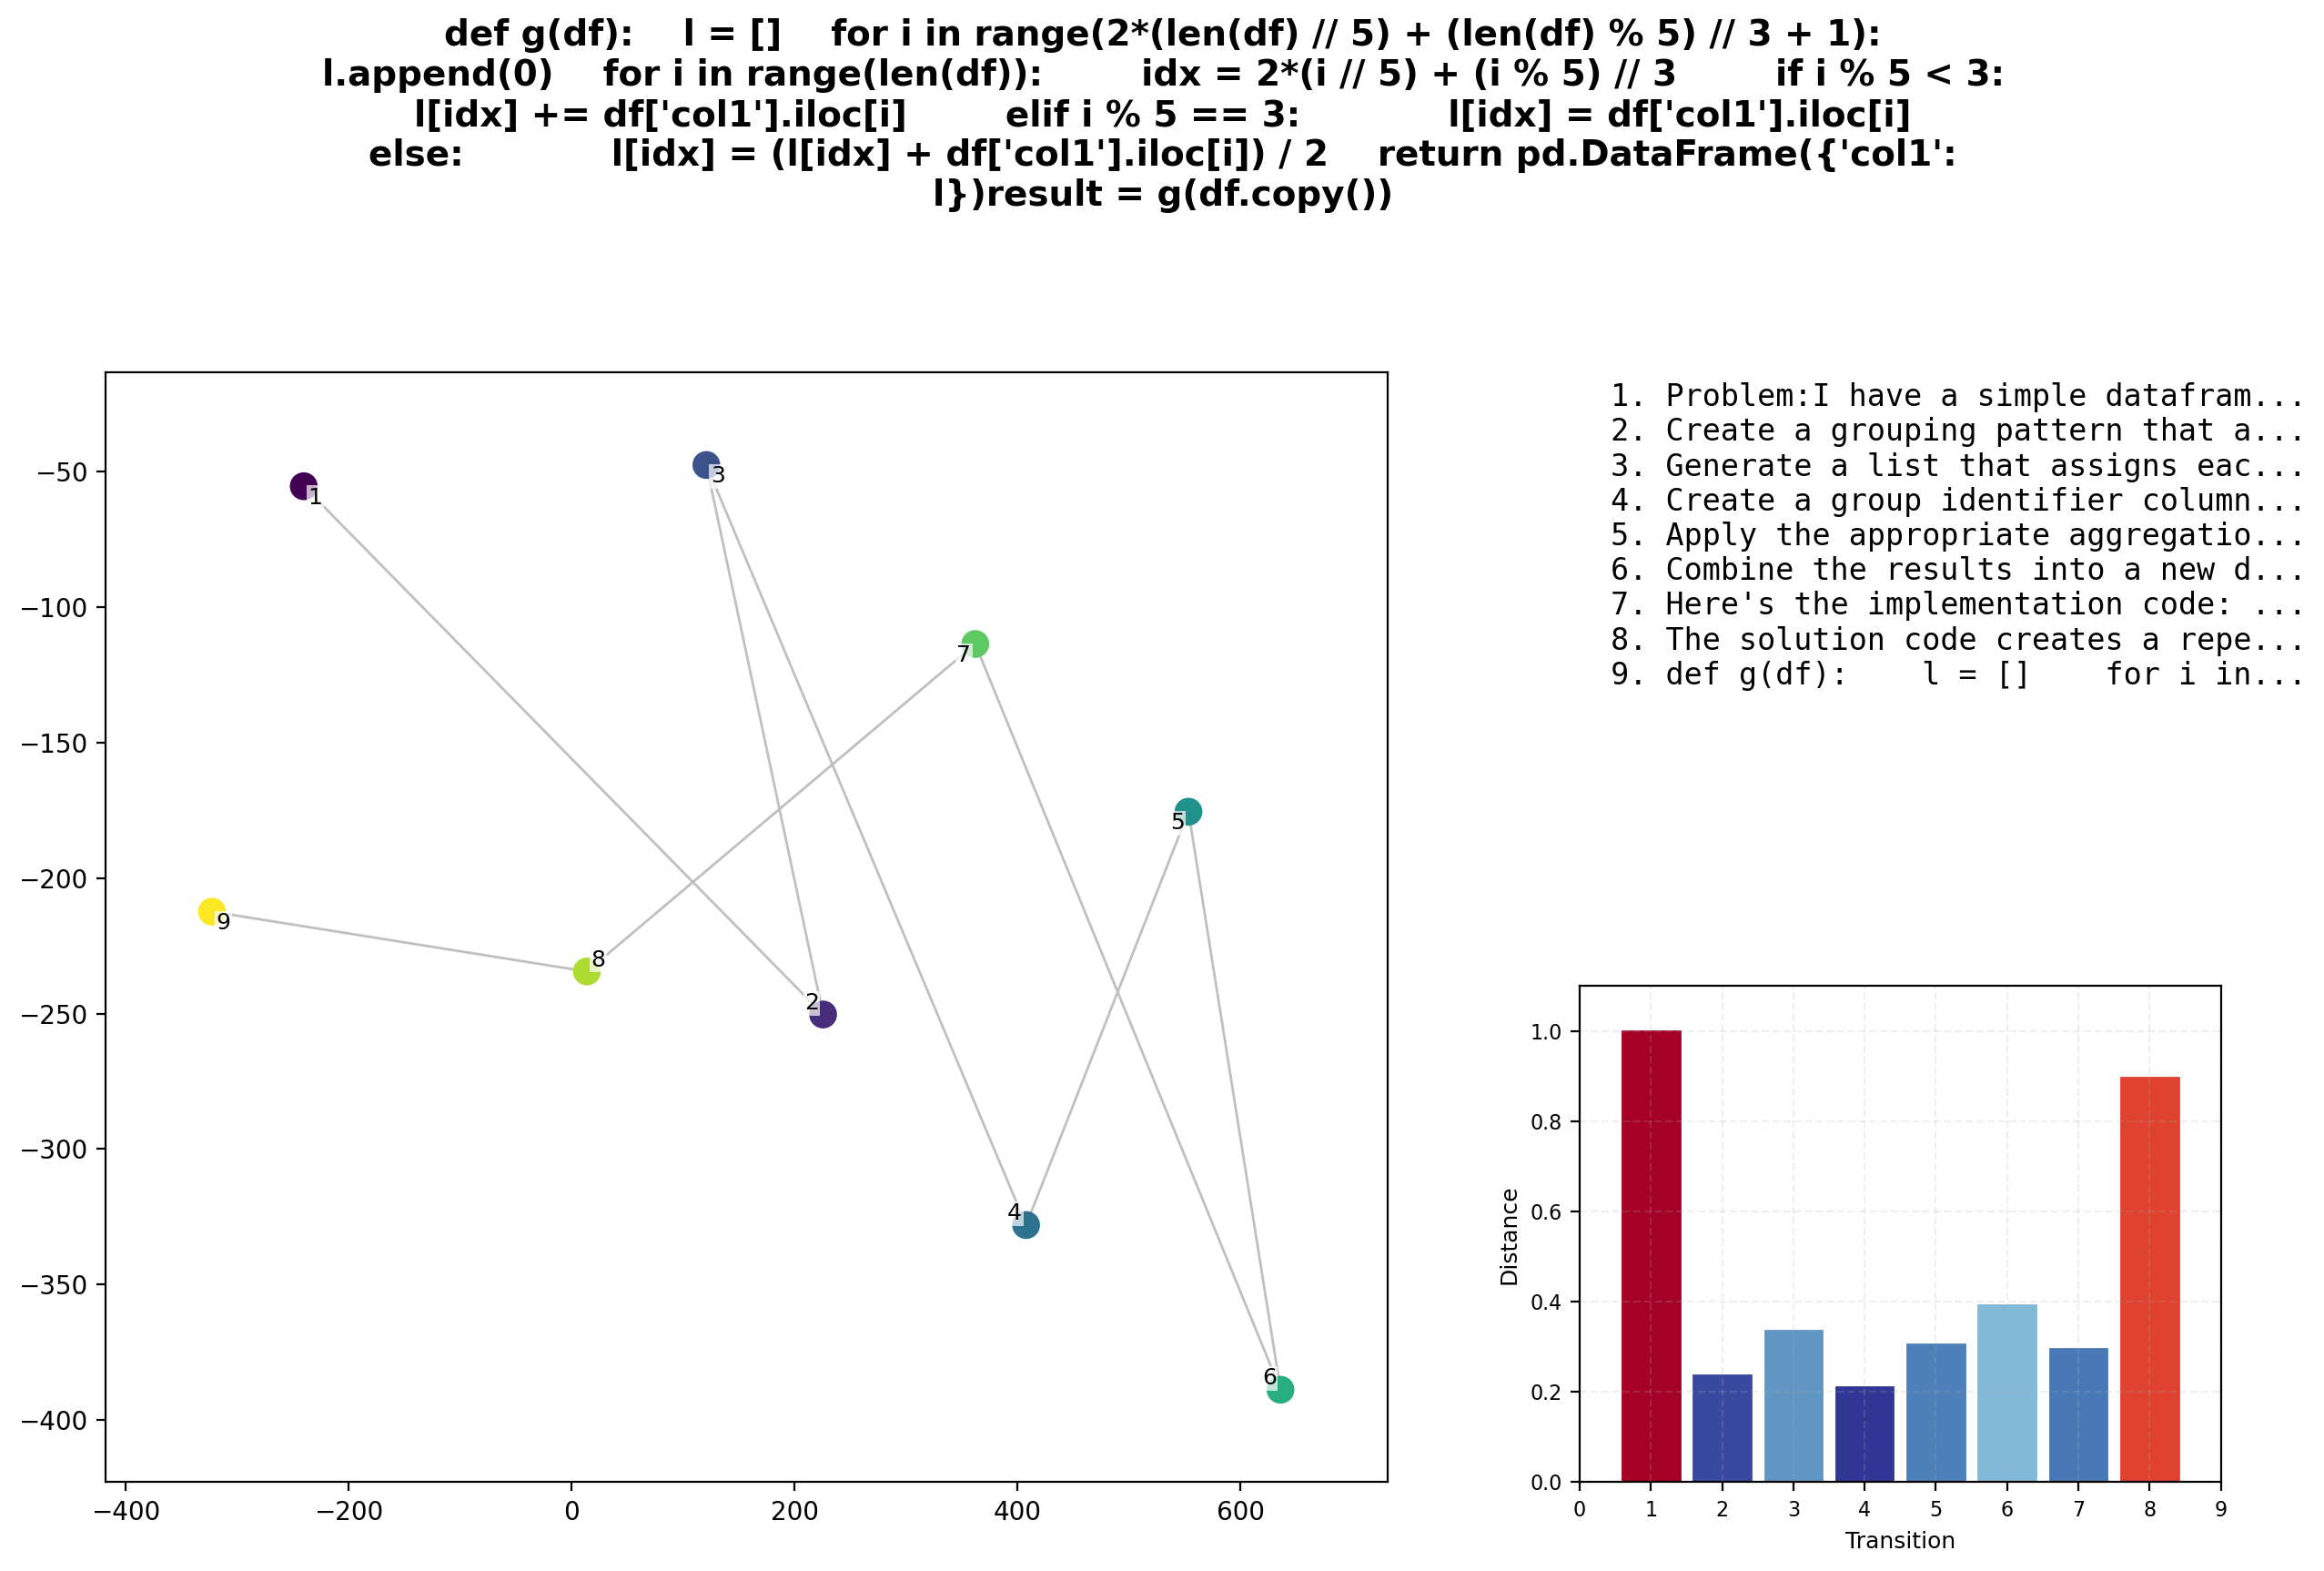 def g(df):    l = []    for i in range(2*(len(df) // 5) + (len(df) % 5) // 3 + 1):
l.append(0)    for i in range(len(df)):        idx = 2*(i // 5) + (i % 5) // 3        if i % 5 < 3:
l[idx] += df['col1'].iloc[i]        elif i % 5 == 3:            l[idx] = df['col1'].iloc[i]
else:            l[idx] = (l[idx] + df['col1'].iloc[i]) / 2    return pd.DataFrame({'col1':
l})result = g(df.copy())
−50
−100
−150
−200
−250
−300
−350
−400
−400 −200 0 200 400 600
1
2
3
4
5
6
7
8
9
1. Problem:I have a simple datafram...
2. Create a grouping pattern that a...
3. Generate a list that assigns eac...
4. Create a group identifier column...
5. Apply the appropriate aggregatio...
6. Combine the results into a new d...
7. Here's the implementation code: ...
8. The solution code creates a repe...
9. def g(df):    l = []    for i in...
Distance
1.0
0.8
0.6
0.4
0.2
0.0
0 1 2 3 4 5 6 7 8 9
Transition